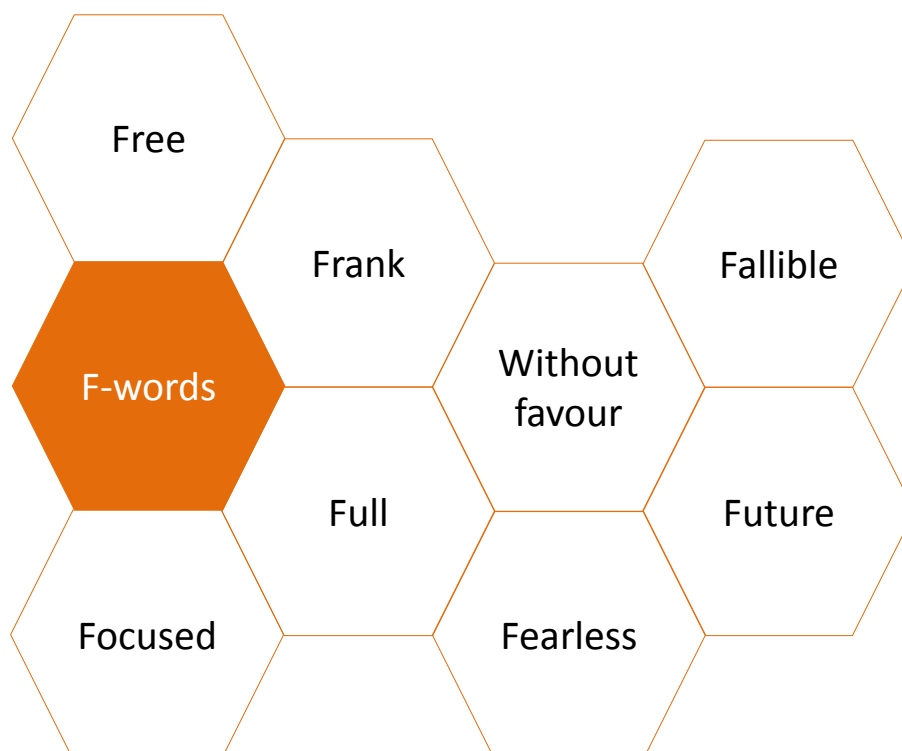 Free
Frank
Fallible
F-words
Without
favour
Full
Future
Focused
Fearless